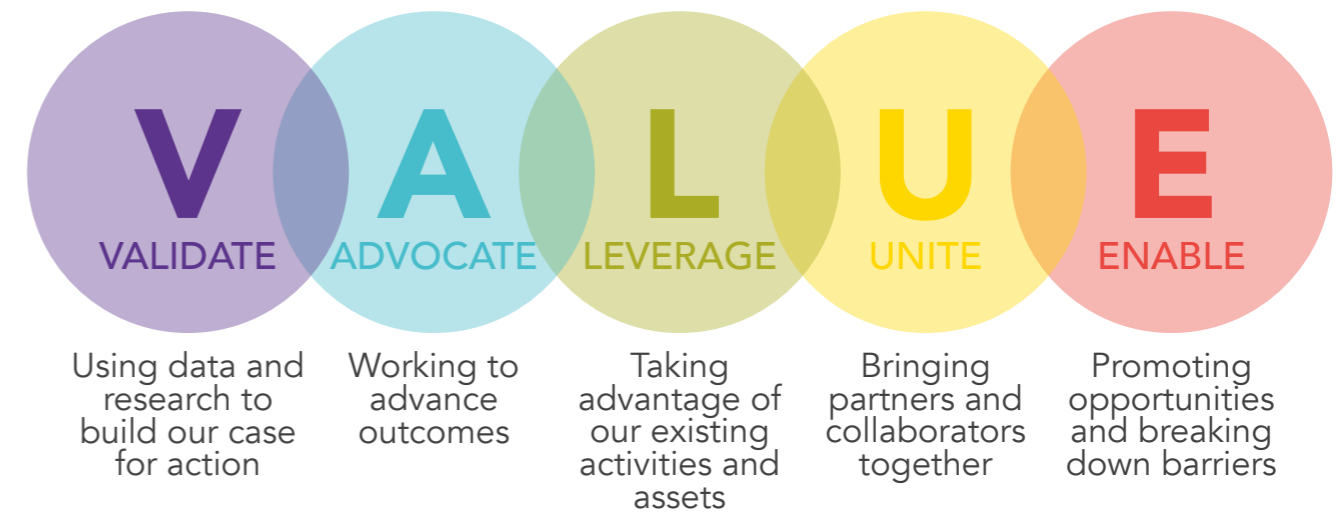 V A L U E
VALIDATE ADVOCATE LEVERAGE UNITE ENABLE
Using data and
research to
build our case
for action
Working to
advance
outcomes
Taking
advantage of
our existing
activities and
assets
Bringing
partners and
collaborators
together
Promoting
opportunities
and breaking
down barriers